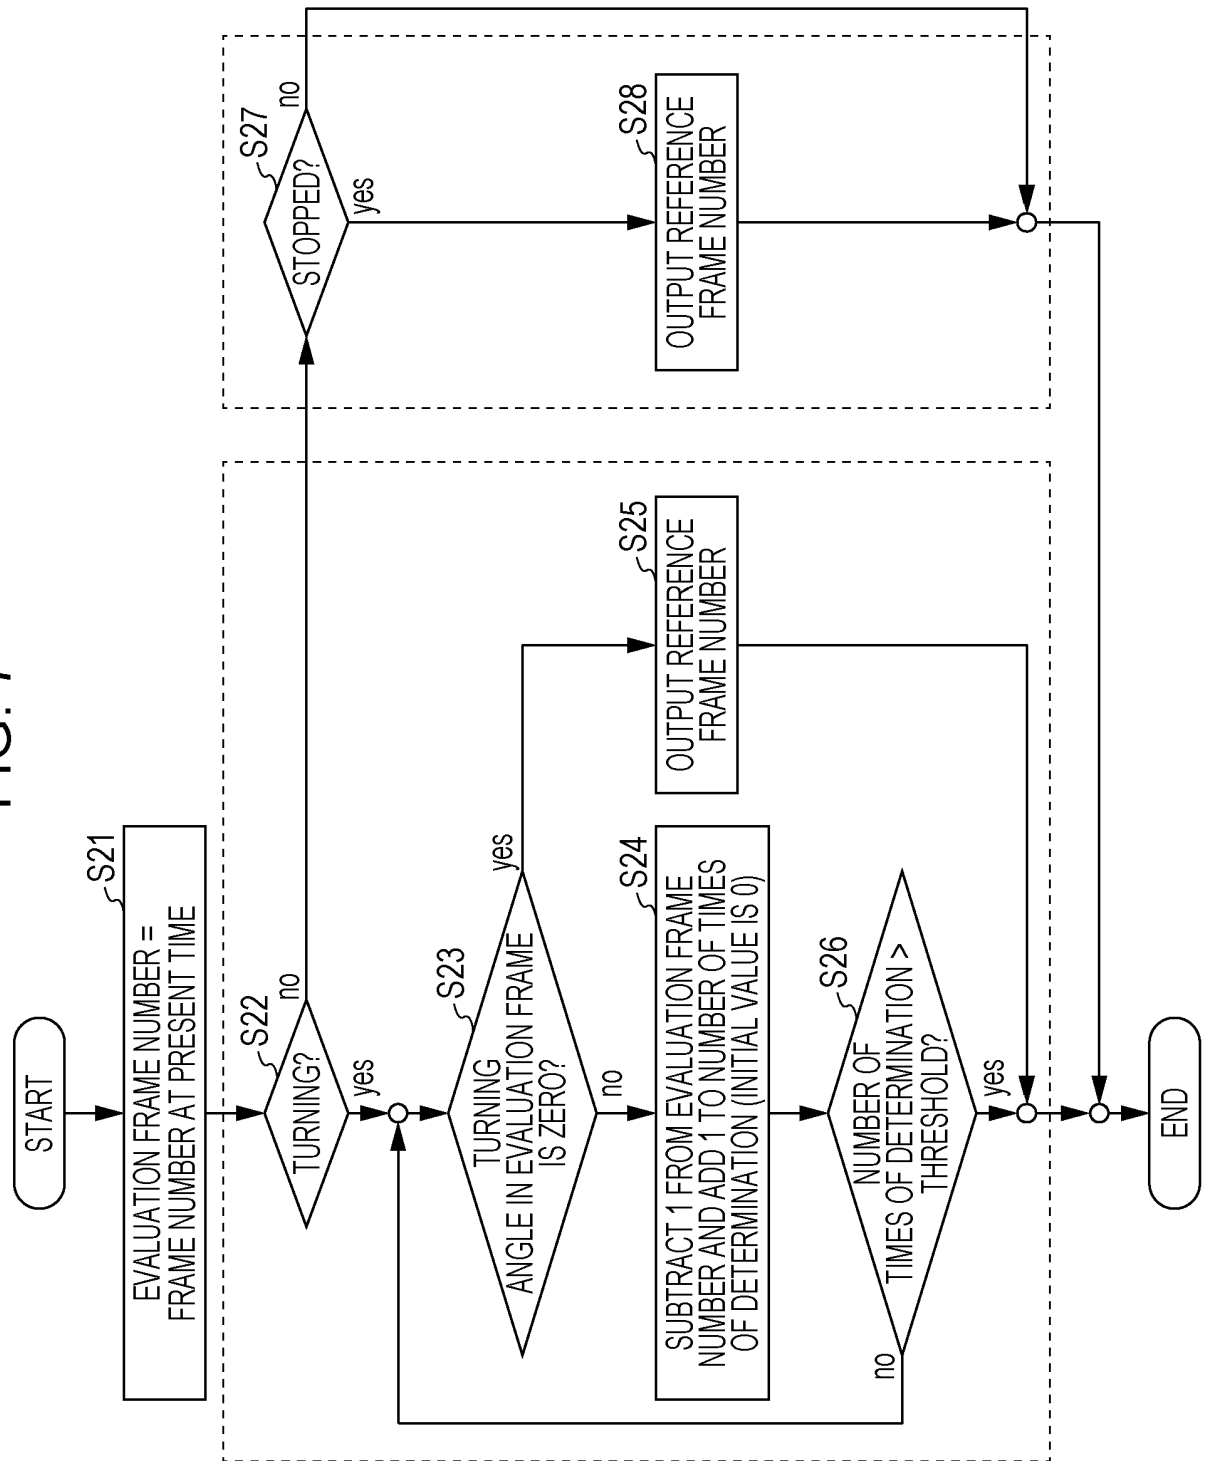 FIG. 7
START
S21
EVALUATION FRAME NUMBER =
FRAME NUMBER AT PRESENT TIME
S22
TURNING?
no
yes
S23
TURNING
ANGLE IN EVALUATION FRAME
IS ZERO?
yes
no
S24
SUBTRACT 1 FROM EVALUATION FRAME
NUMBER AND ADD 1 TO NUMBER OF TIMES
OF DETERMINATION (INITIAL VALUE IS 0)
S25
OUTPUT REFERENCE
FRAME NUMBER
S26
NUMBER OF
TIMES OF DETERMINATION >
THRESHOLD?
no
yes
S27
STOPPED?
no
yes
S28
OUTPUT REFERENCE
FRAME NUMBER
END